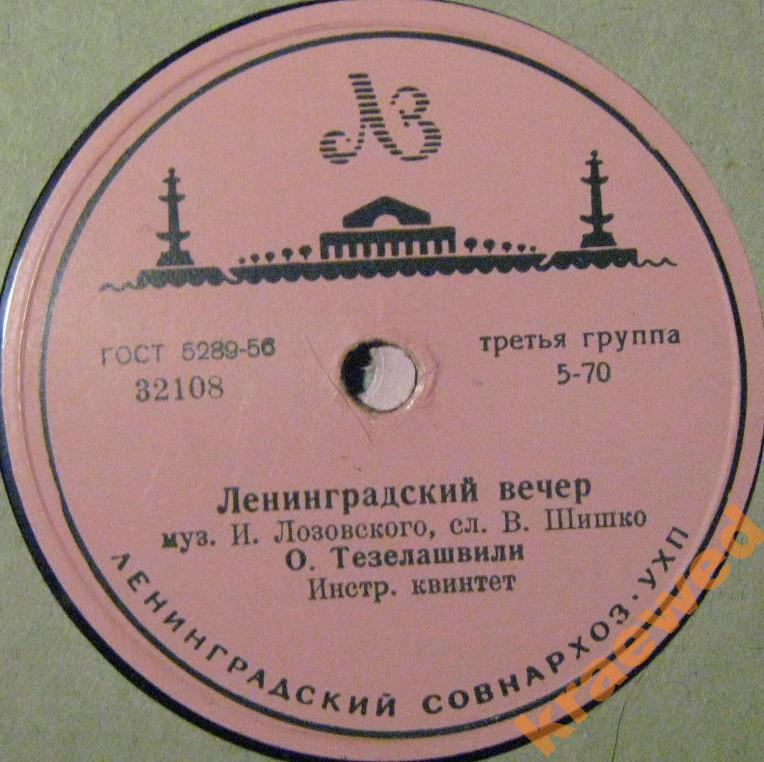 ЛЗ
ГОСТ 5289-56
32108
третья группа
5-70
Ленинградский вечер
муз. И. Лозовского, сл. В. Шишко
О. Тезелашвили
Инстр. квинтет
ЛЕНИНГРАДСКИЙ СОВНАРХОЗ · УХП
kraewed